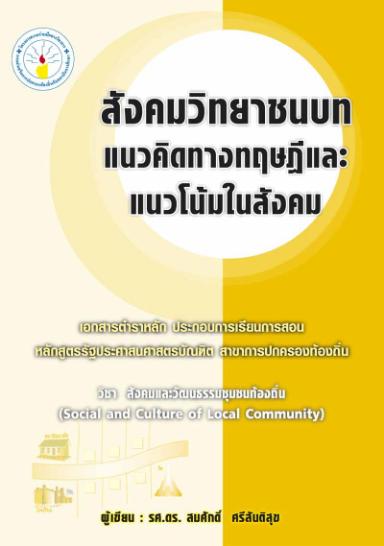 สังคมวิทยาชนบท
แนวคิดทางทฤษฎีและ
แนวโน้มในสังคม
เอกสารตำราหลัก ประกอบการเรียนการสอน
หลักสูตรรัฐประศาสนศาสตรบัณฑิต สาขาการปกครองท้องถิ่น
วิชา สังคมและวัฒนธรรมชุมชนท้องถิ่น
(Social and Culture of Local Community)
ผู้เขียน : รศ.ดร. สมศักดิ์ ศรีสันติสุข